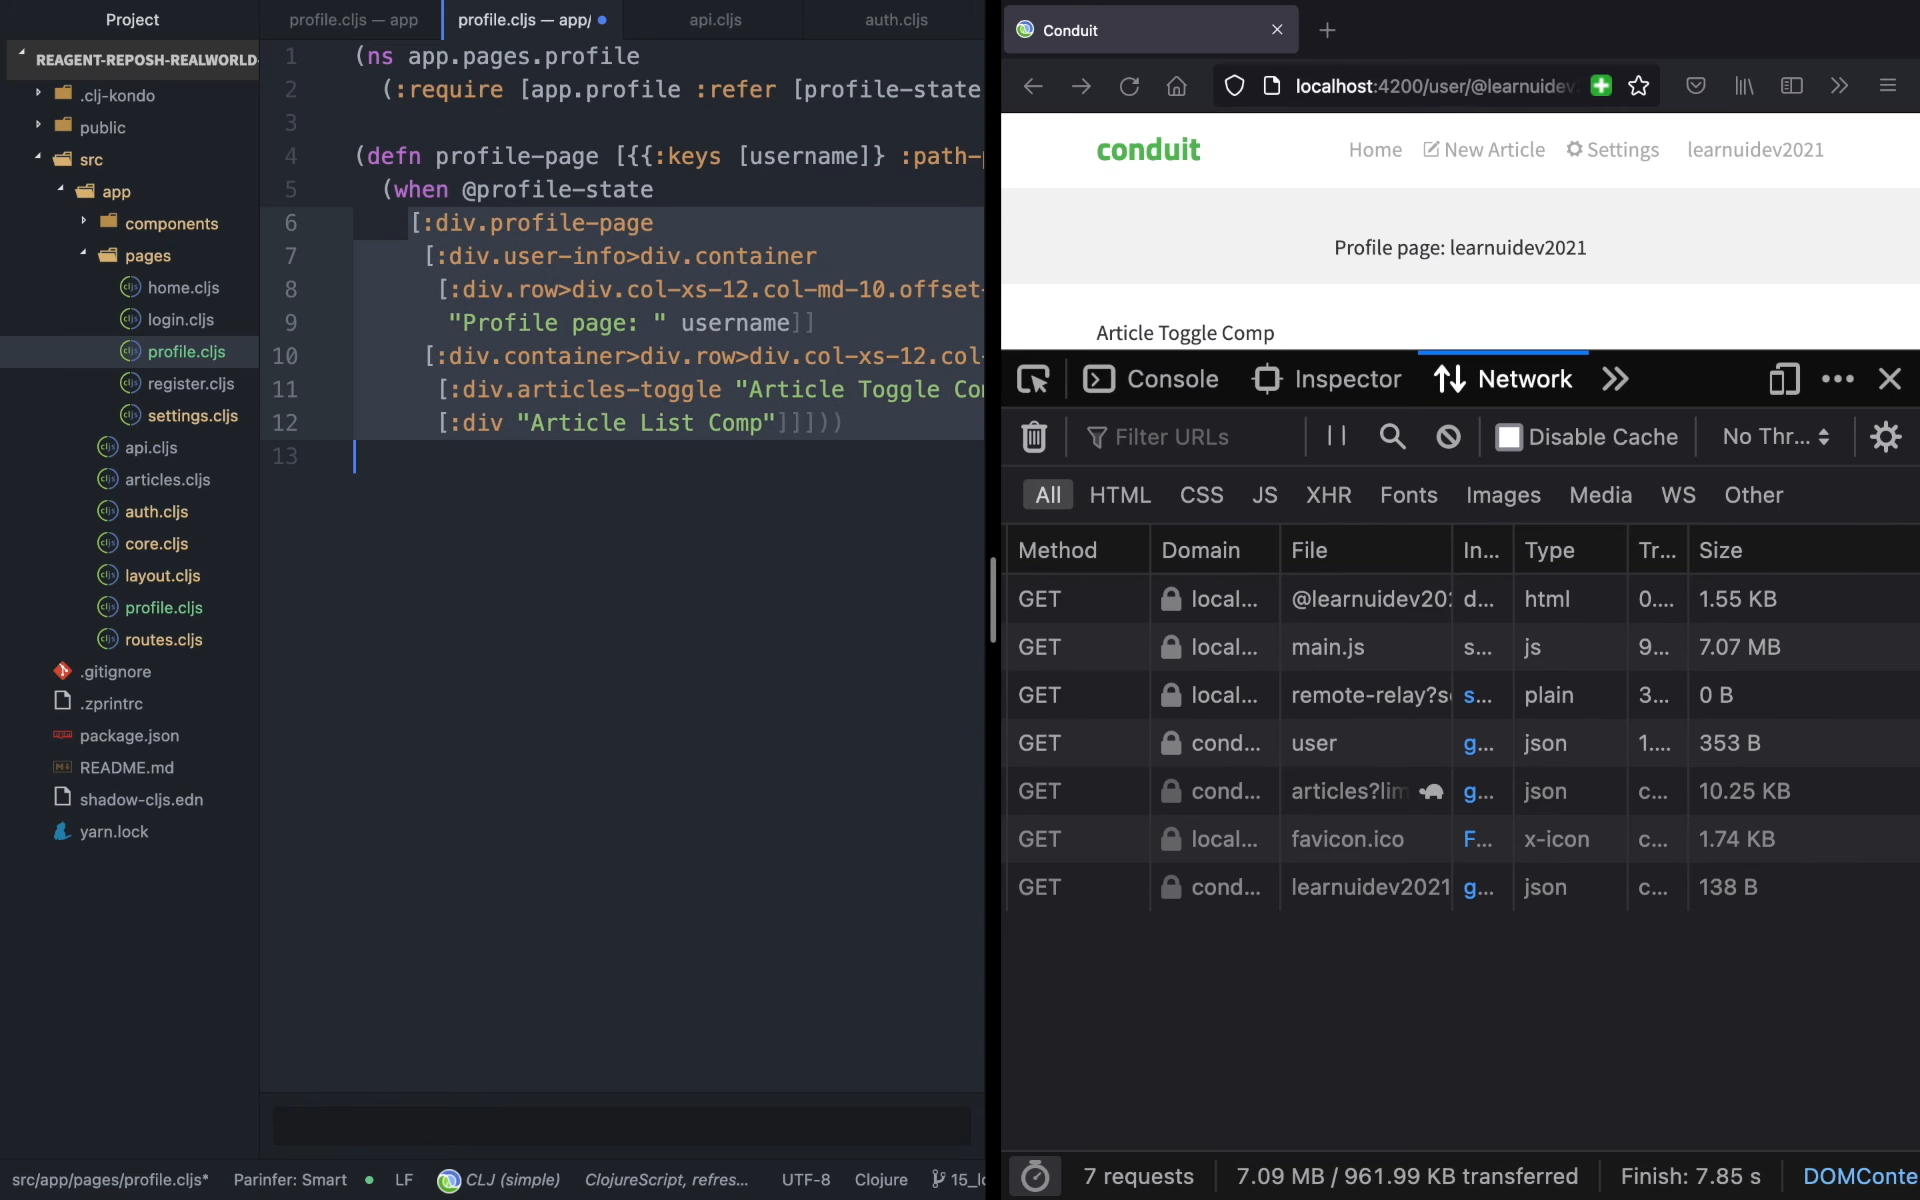 Project
REAGENT-REPOSH-REALWORLD-
.clj-kondo
public
src
app
components
pages
home.cljs
login.cljs
profile.cljs
register.cljs
settings.cljs
api.cljs
articles.cljs
auth.cljs
core.cljs
layout.cljs
profile.cljs
routes.cljs
.gitignore
.zprintrc
package.json
README.md
shadow-cljs.edn
yarn.lock
profile.cljs — app
profile.cljs — app/
api.cljs
auth.cljs
1 (ns app.pages.profile
2 (:require [app.profile :refer [profile-state
3
4 (defn profile-page [{{:keys [username]} :path-
5 (when @profile-state
6 [:div.profile-page
7 [:div.user-info>div.container
8 [:div.row>div.col-xs-12.col-md-10.offset-
9 "Profile page: " username]]
10 [:div.container>div.row>div.col-xs-12.col-
11 [:div.articles-toggle "Article Toggle Co
12 [:div "Article List Comp"]]]))
13
src/app/pages/profile.cljs* Parinfer: Smart LF CLJ (simple) ClojureScript, refres... UTF-8 Clojure 15_l
Conduit
localhost:4200/user/@learnuidev
conduit Home New Article Settings learnuidev2021
Profile page: learnuidev2021
Article Toggle Comp
Console Inspector Network
Filter URLs Disable Cache No Thr...
All HTML CSS JS XHR Fonts Images Media WS Other
Method Domain File In... Type Tr... Size
GET local... @learnuidev20 d... html 0.... 1.55 KB
GET local... main.js s... js 9... 7.07 MB
GET local... remote-relay?s s... plain 3... 0 B
GET cond... user g... json 1.... 353 B
GET cond... articles?lim g... json c... 10.25 KB
GET local... favicon.ico F... x-icon c... 1.74 KB
GET cond... learnuidev2021 g... json c... 138 B
7 requests 7.09 MB / 961.99 KB transferred Finish: 7.85 s DOMConte